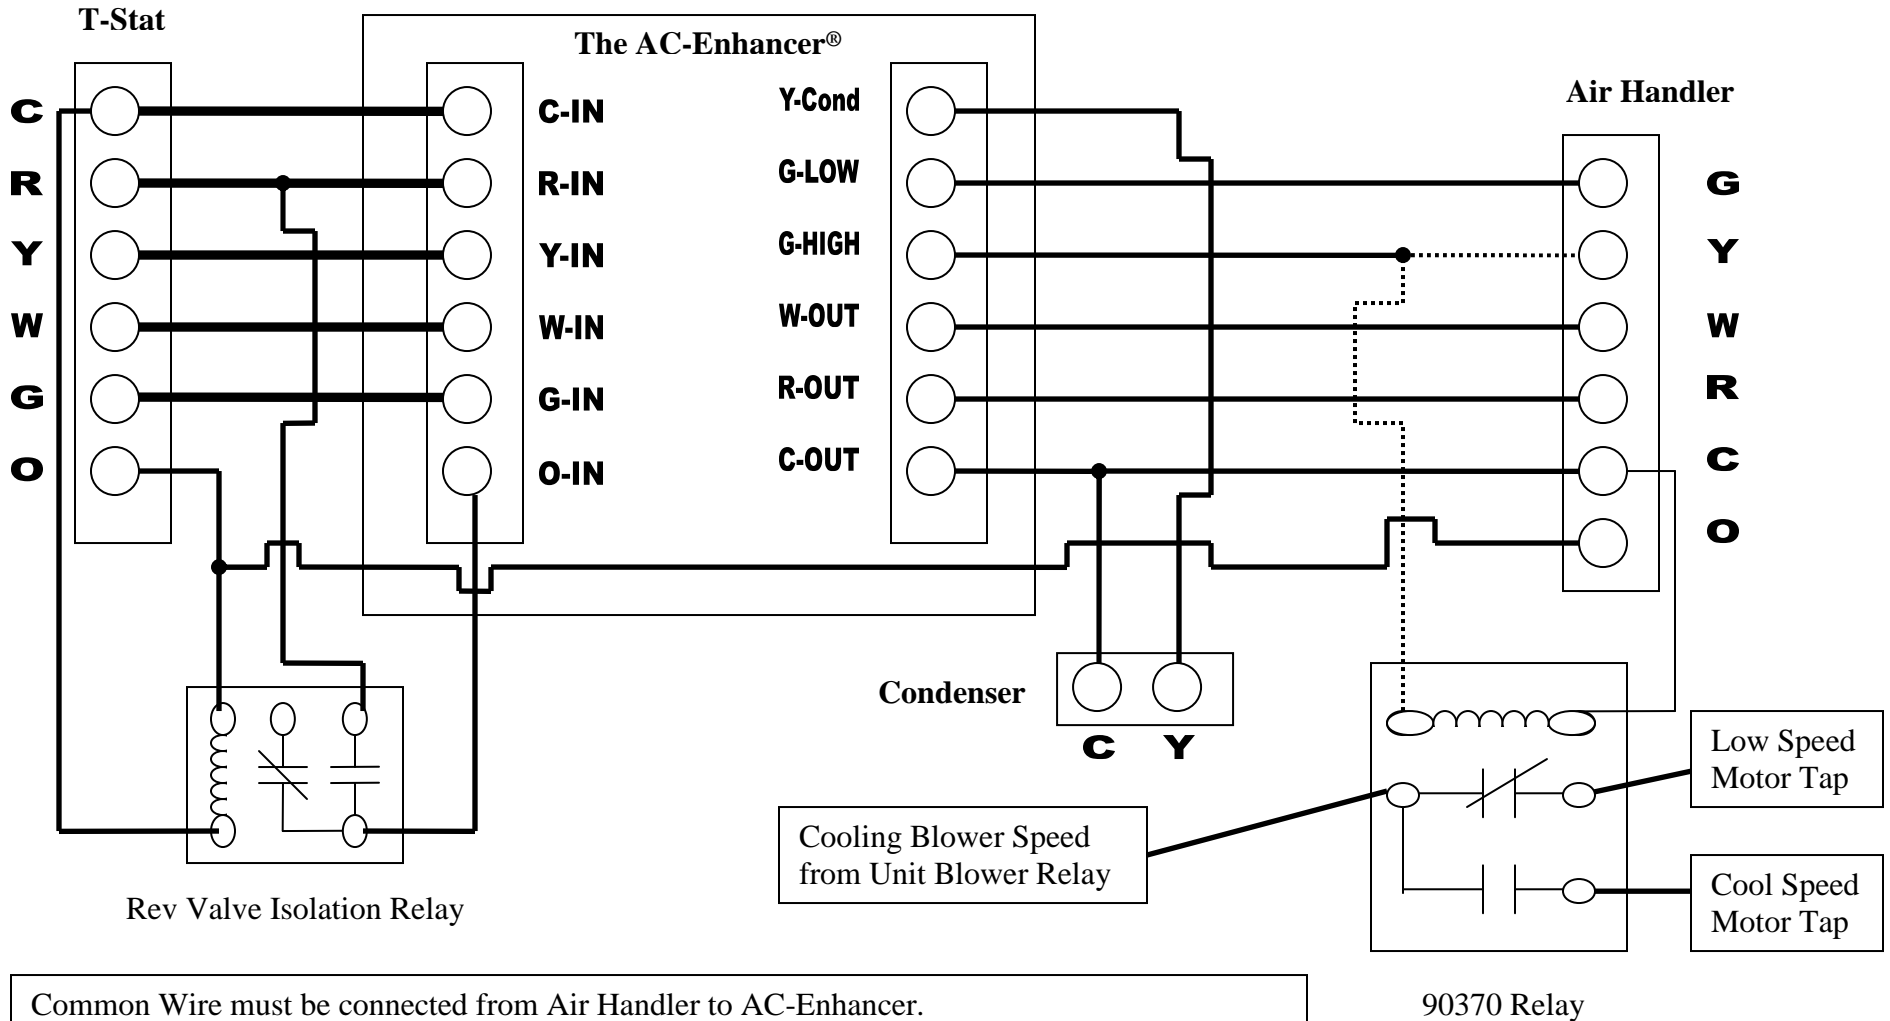 T-Stat
The AC-Enhancer®
Air Handler
C
R
Y
W
G
O
C-IN
R-IN
Y-IN
W-IN
G-IN
O-IN
Y-Cond
G-LOW
G-HIGH
W-OUT
R-OUT
C-OUT
G
Y
W
R
C
O
Condenser
C Y
Rev Valve Isolation Relay
Cooling Blower Speed
from Unit Blower Relay
Low Speed
Motor Tap
Cool Speed
Motor Tap
Common Wire must be connected from Air Handler to AC-Enhancer.
90370 Relay